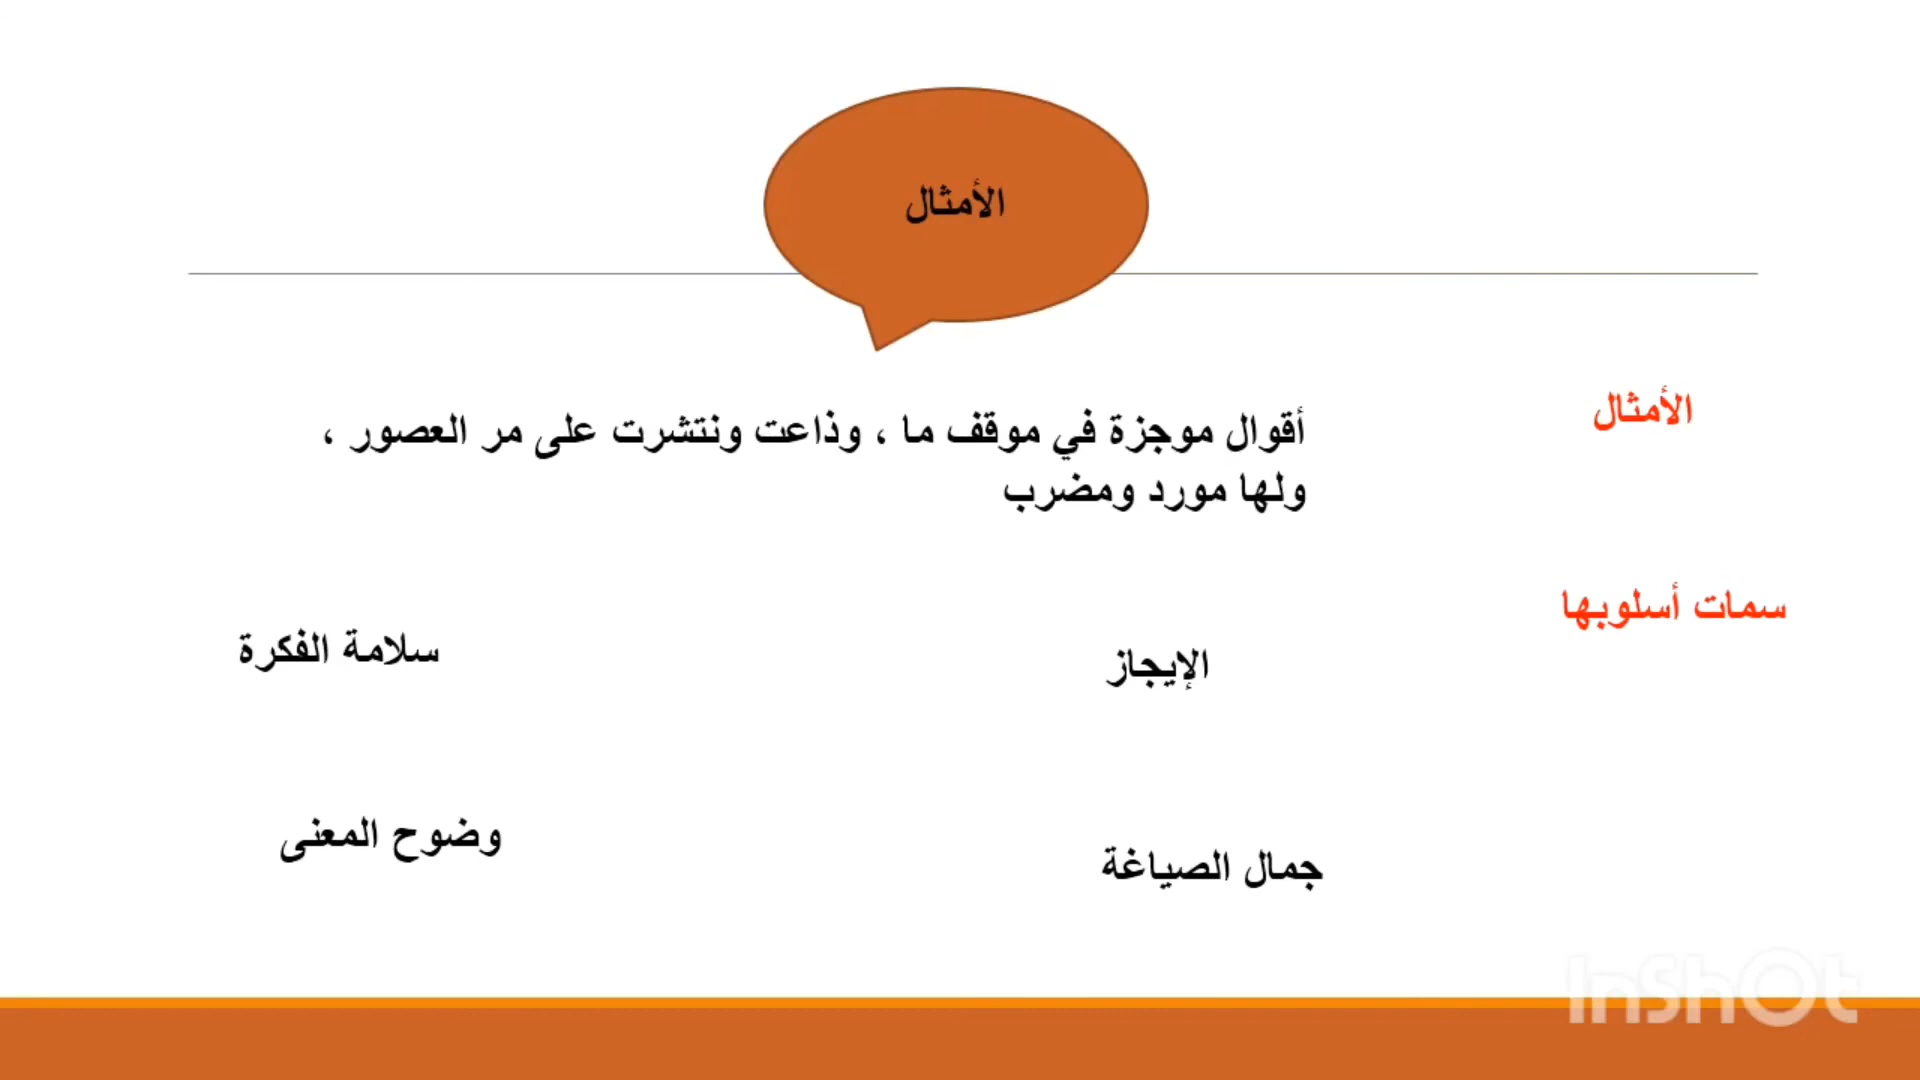 الأمثال
الأمثال
أقوال موجزة في موقف ما ، وذاعت ونتشرت على مر العصور ،
ولها مورد ومضرب
سمات أسلوبها
الإيجاز
سلامة الفكرة
جمال الصياغة
وضوح المعنى
InShOt